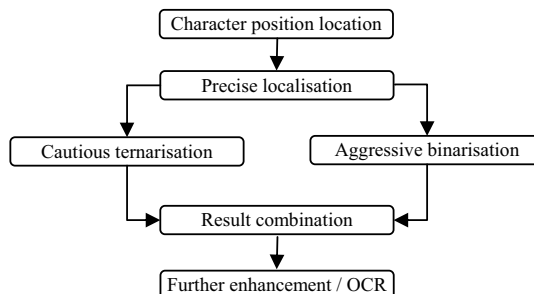 Character position location
Precise localisation
Cautious ternarisation
Aggressive binarisation
Result combination
Further enhancement / OCR